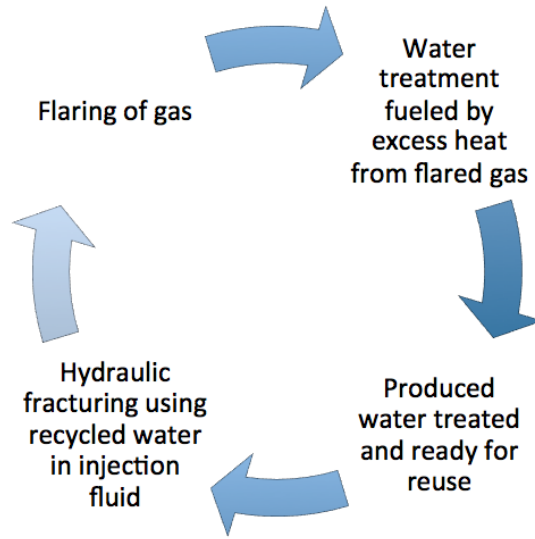 Flaring of gas
Water
treatment
fueled by
excess heat
from flared gas
Produced
water treated
and ready for
reuse
Hydraulic
fracturing using
recycled water
in injection
fluid